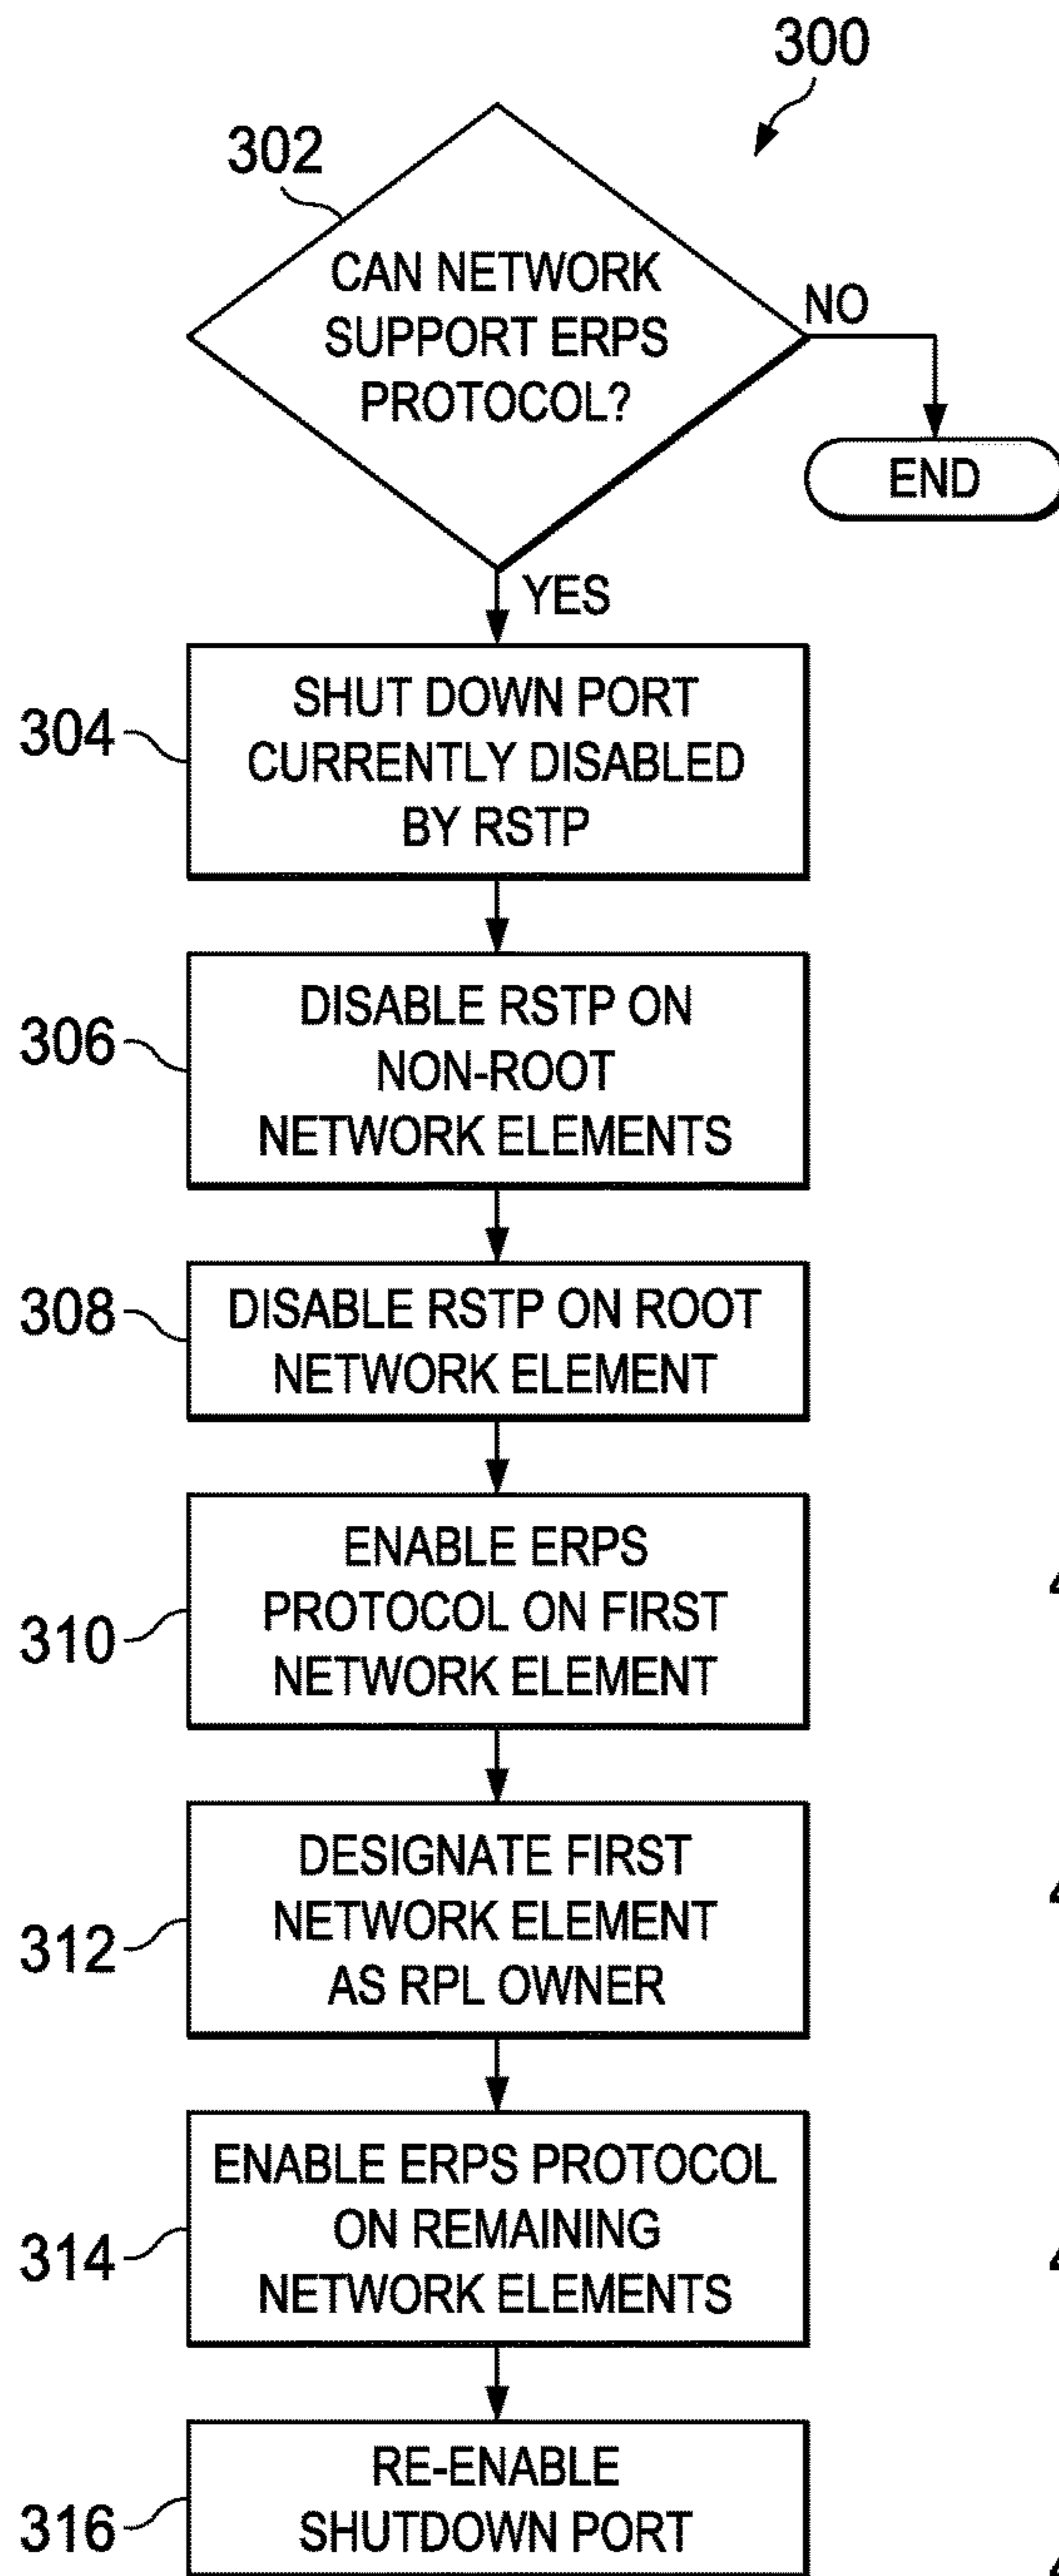 300
302
CAN NETWORK
SUPPORT ERPS
PROTOCOL?
NO
END
YES
304
SHUT DOWN PORT
CURRENTLY DISABLED
BY RSTP
306
DISABLE RSTP ON
NON-ROOT
NETWORK ELEMENTS
308
DISABLE RSTP ON ROOT
NETWORK ELEMENT
310
ENABLE ERPS
PROTOCOL ON FIRST
NETWORK ELEMENT
312
DESIGNATE FIRST
NETWORK ELEMENT
AS RPL OWNER
314
ENABLE ERPS PROTOCOL
ON REMAINING
NETWORK ELEMENTS
316
RE-ENABLE
SHUTDOWN PORT